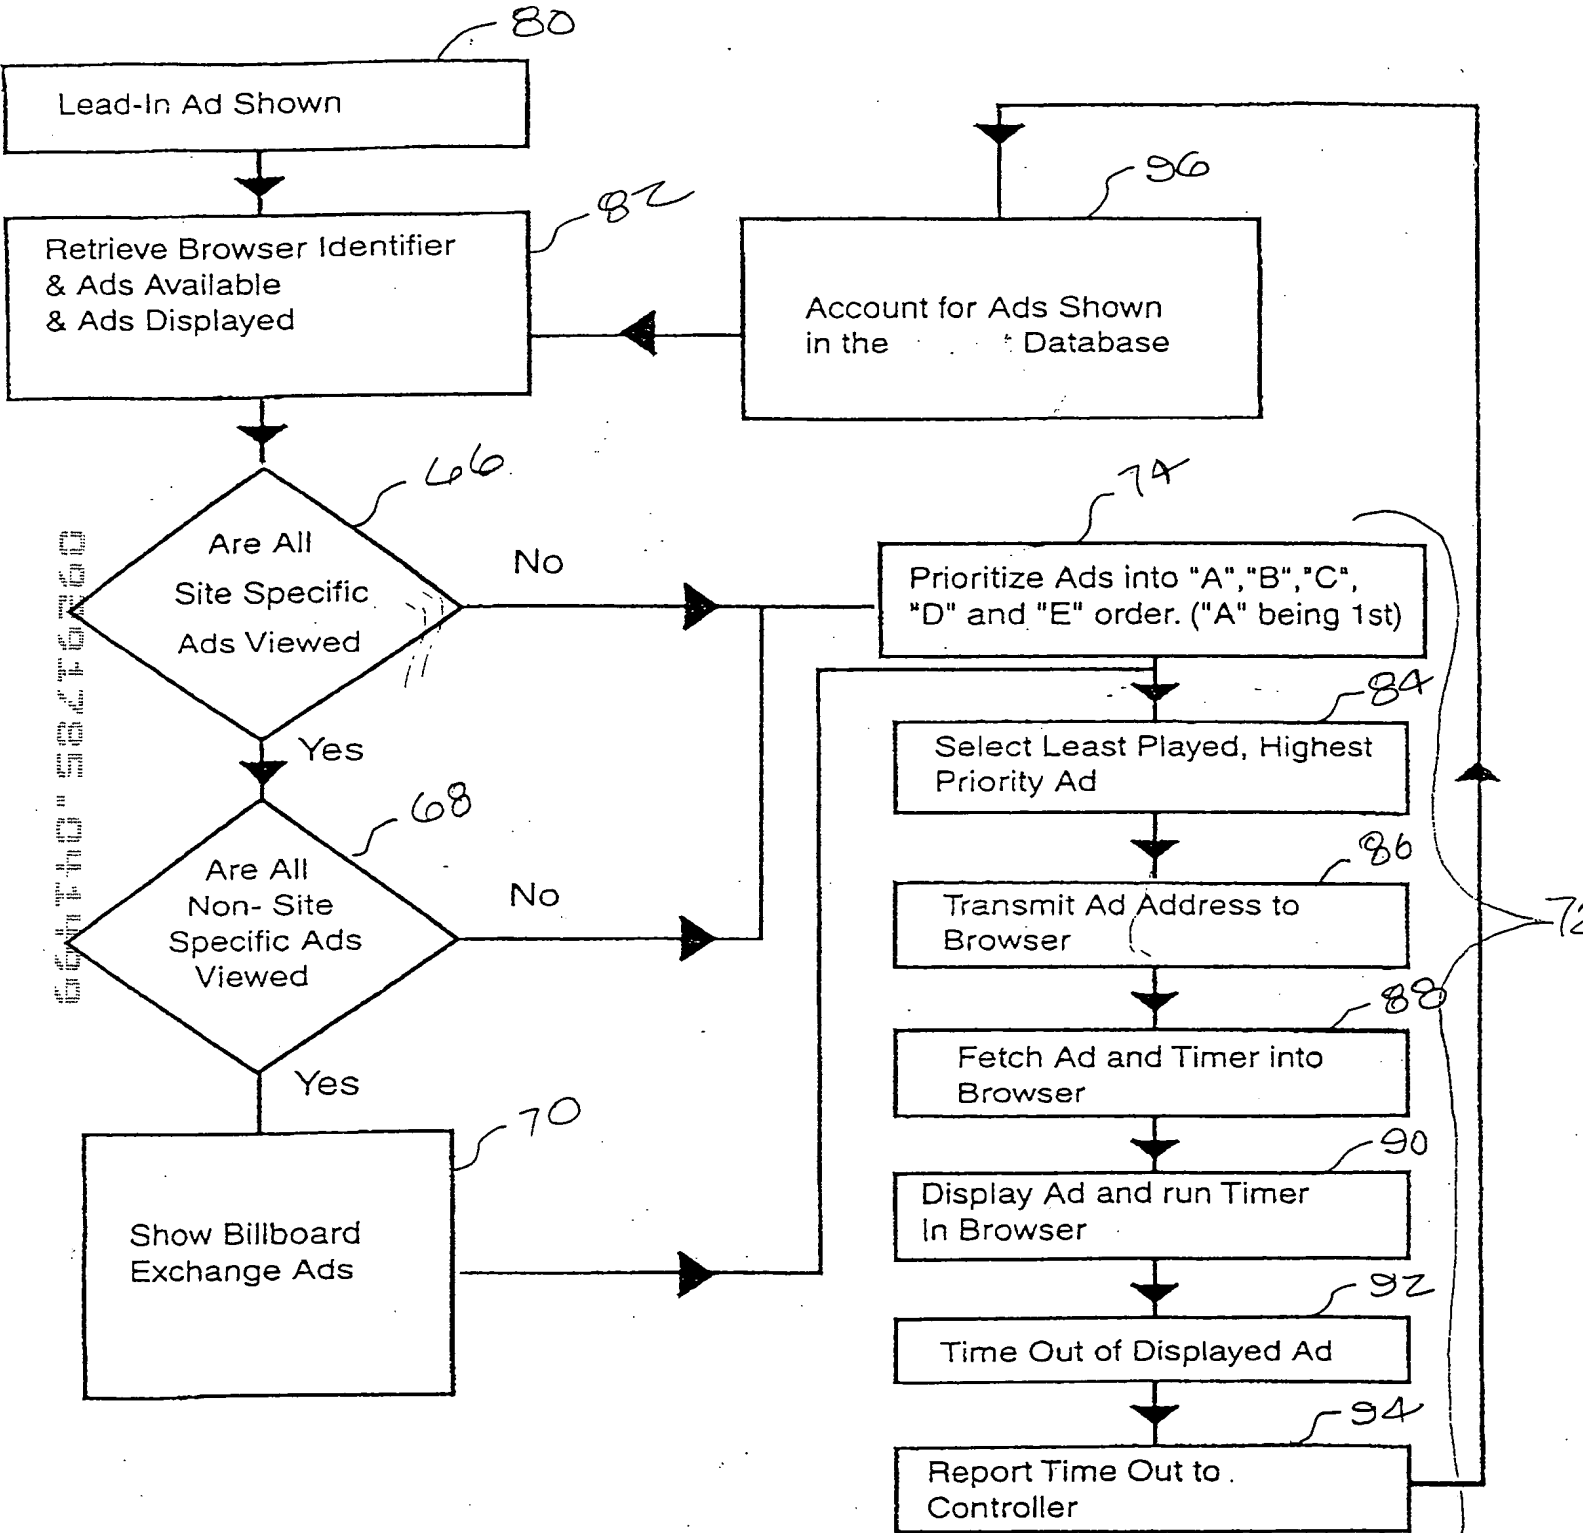 80
Lead-In Ad Shown
82
Retrieve Browser Identifier
& Ads Available
& Ads Displayed
96
Account for Ads Shown
in the Database
66
Are All
Site Specific
Ads Viewed
No
Yes
68
Are All
Non- Site
Specific Ads
Viewed
No
Yes
70
Show Billboard
Exchange Ads
74
Prioritize Ads into "A","B","C",
"D" and "E" order. ("A" being 1st)
84
Select Least Played, Highest
Priority Ad
86
Transmit Ad Address to
Browser
72
88
Fetch Ad and Timer into
Browser
90
Display Ad and run Timer
In Browser
92
Time Out of Displayed Ad
94
Report Time Out to
Controller